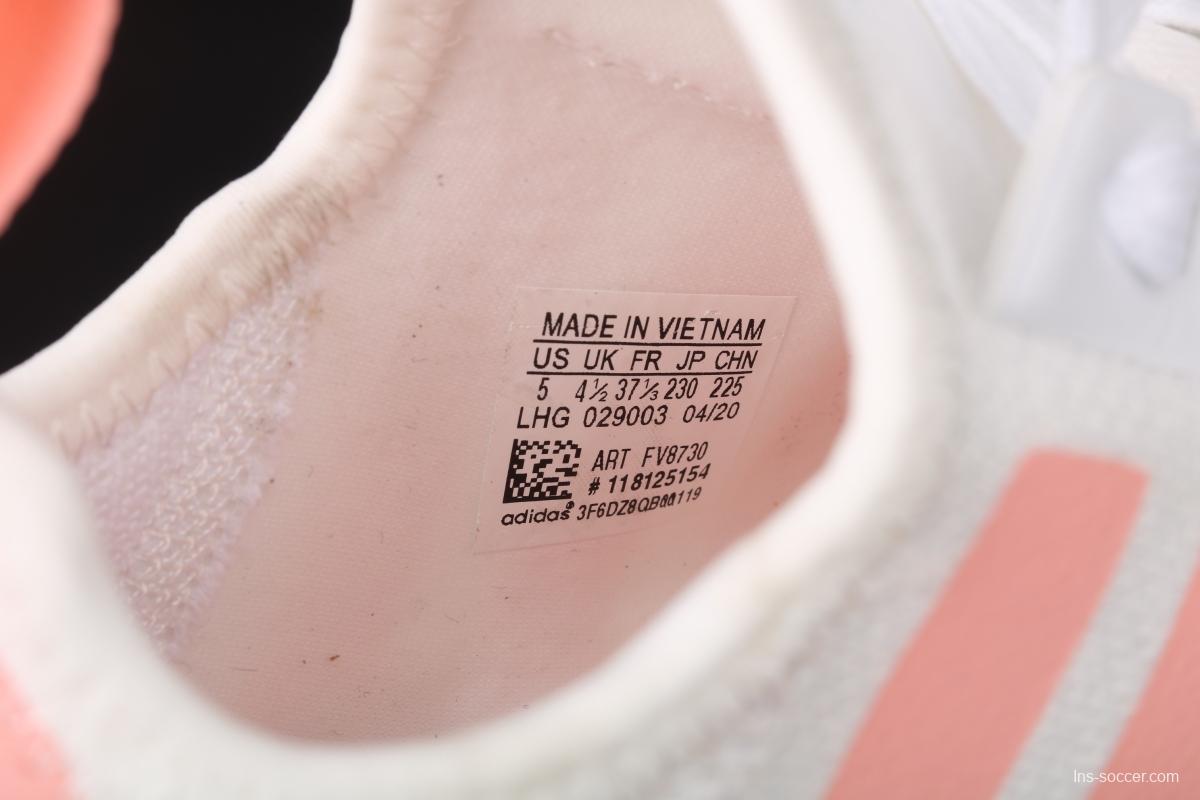 MADE IN VIETNAM
US UK FR JP CHN
5 4½ 37⅓ 230 225
LHG 029003 04/20
ART FV8730
# 118125154
adidas® 
lns-soccer.com